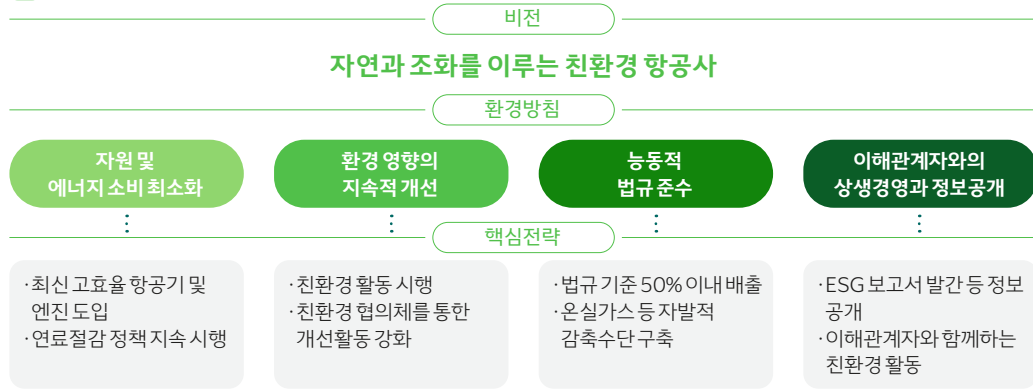 비전
자연과 조화를 이루는 친환경 항공사
환경방침
자원 및
에너지 소비 최소화
환경 영향의
지속적 개선
능동적
법규 준수
이해관계자와의
상생경영과 정보공개
핵심전략
·최신 고효율 항공기 및
엔진 도입
·연료절감 정책 지속 시행
·친환경 활동 시행
·친환경 협의체를 통한
개선활동 강화
·법규 기준 50% 이내 배출
·온실가스 등 자발적
감축수단 구축
·ESG 보고서 발간 등 정보
공개
·이해관계자와 함께하는
친환경 활동